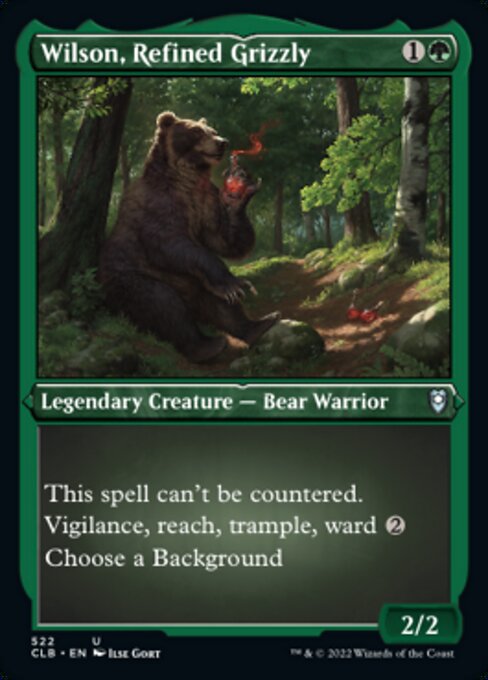 Wilson, Refined Grizzly 1
Legendary Creature — Bear Warrior
This spell can't be countered.
Vigilance, reach, trample, ward 2
Choose a Background
2/2
522 U
CLB • EN Ilse Gort
™ & © 2022 Wizards of the Coast